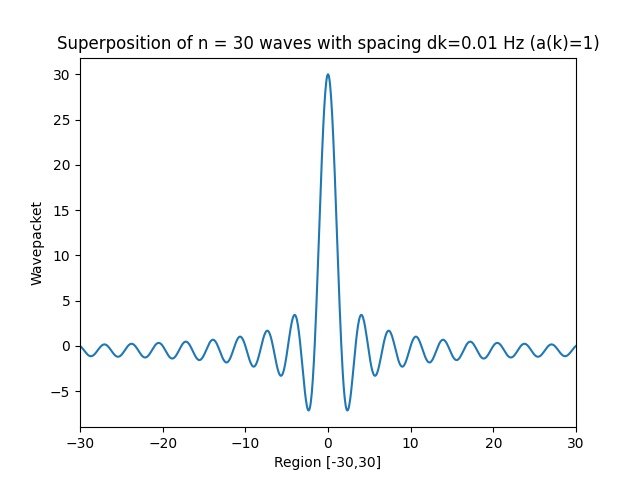 Superposition of n = 30 waves with spacing dk=0.01 Hz (a(k)=1)
30
25
20
15
10
5
0
−5
Wavepacket
−30 −20 −10 0 10 20 30
Region [-30,30]